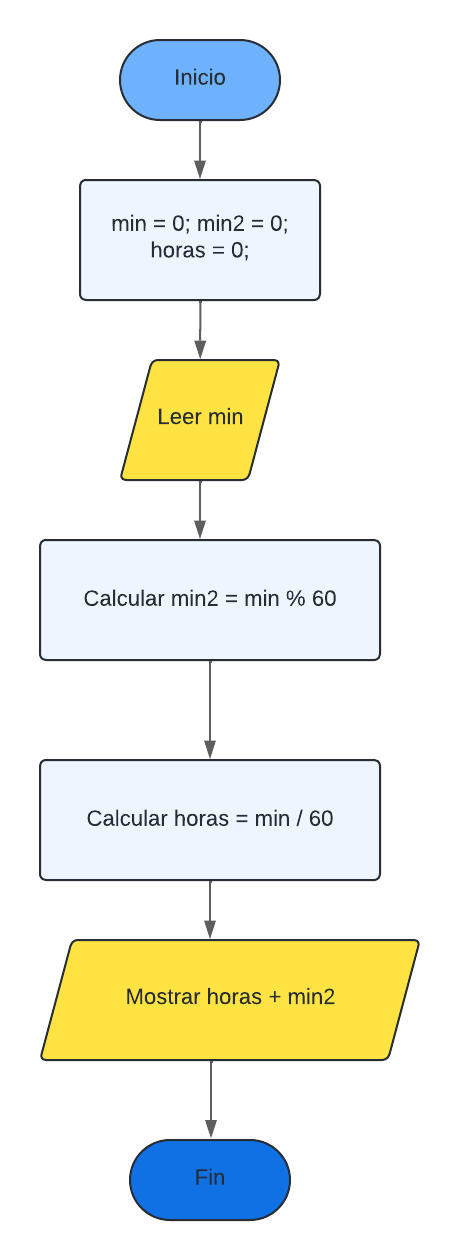 Inicio
min = 0; min2 = 0;
horas = 0;
Leer min
Calcular min2 = min % 60
Calcular horas = min / 60
Mostrar horas + min2
Fin